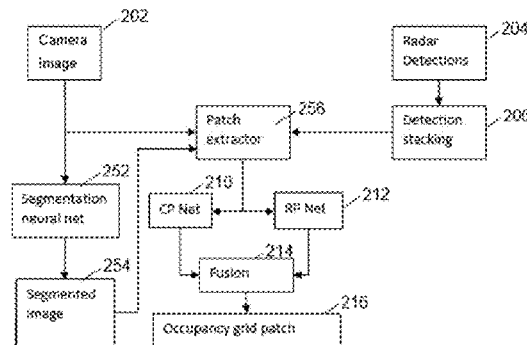 202
Camera
image
204
Radar
Detections
256
Patch
extractor
206
Detection
stacking
252
Segmentation
neural net
210
CP Net
212
RP Net
254
Segmented
image
214
Fusion
216
Occupancy grid patch